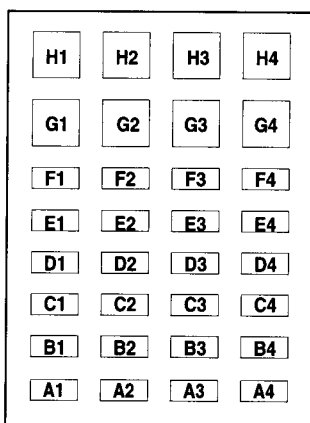 H1 H2 H3 H4
G1 G2 G3 G4
F1 F2 F3 F4
E1 E2 E3 E4
D1 D2 D3 D4
C1 C2 C3 C4
B1 B2 B3 B4
A1 A2 A3 A4